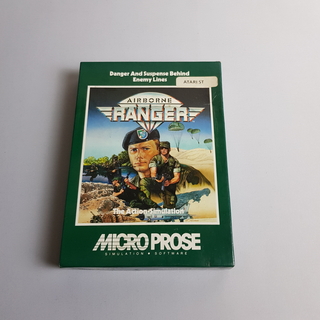 Danger And Suspense Behind
Enemy Lines
ATARI ST
AIRBORNE
RANGER
The Action Simulation
MICRO PROSE
SIMULATION • SOFTWARE